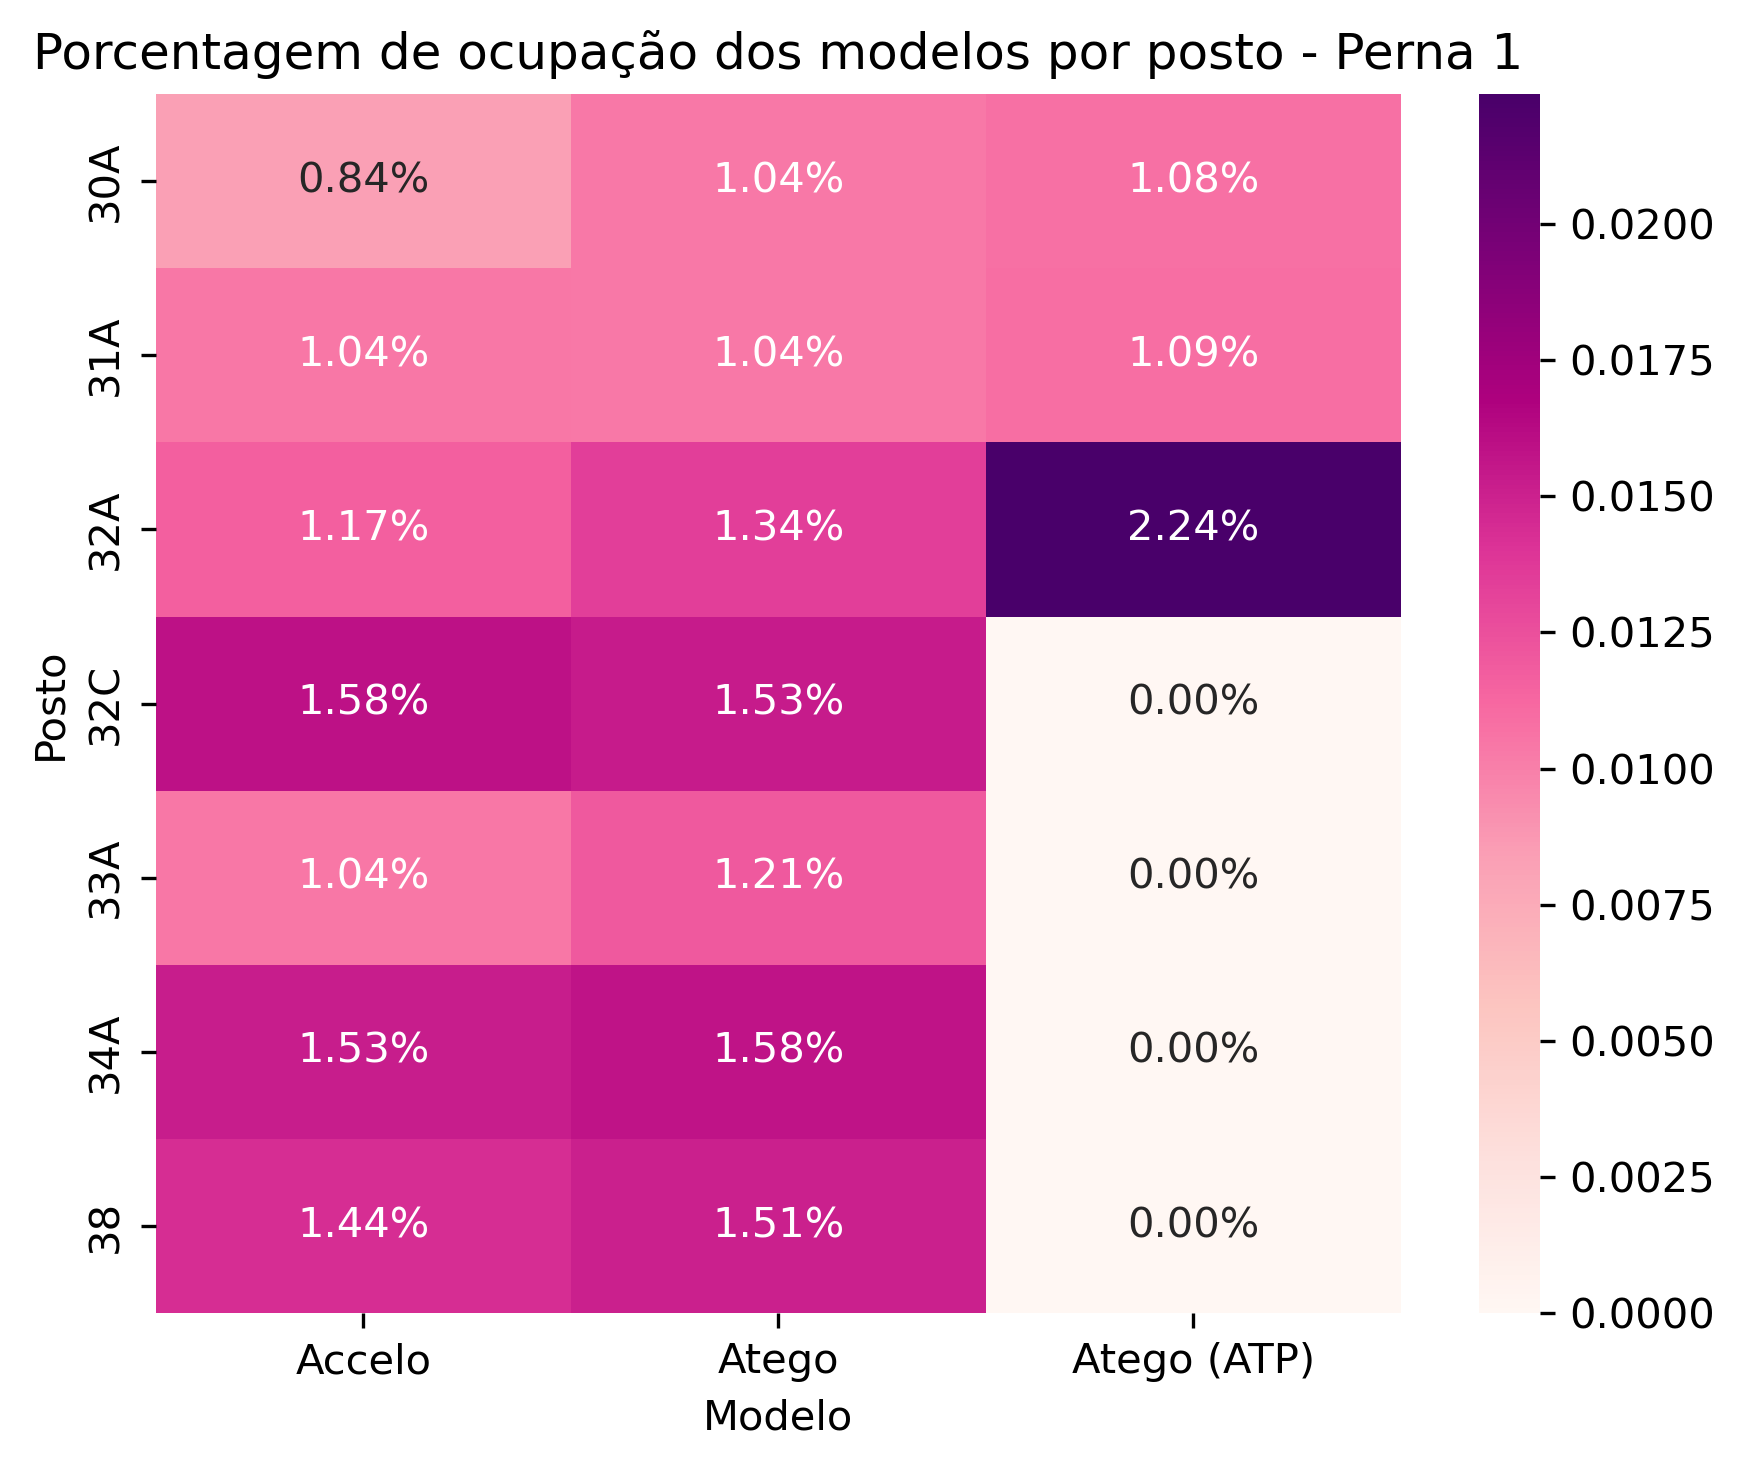 Porcentagem de ocupação dos modelos por posto - Perna 1
Posto
30A
0.84%
1.04%
1.08%
31A
1.04%
1.04%
1.09%
32A
1.17%
1.34%
2.24%
32C
1.58%
1.53%
0.00%
33A
1.04%
1.21%
0.00%
34A
1.53%
1.58%
0.00%
38
1.44%
1.51%
0.00%
Accelo
Atego
Atego (ATP)
Modelo
0.0200
0.0175
0.0150
0.0125
0.0100
0.0075
0.0050
0.0025
0.0000